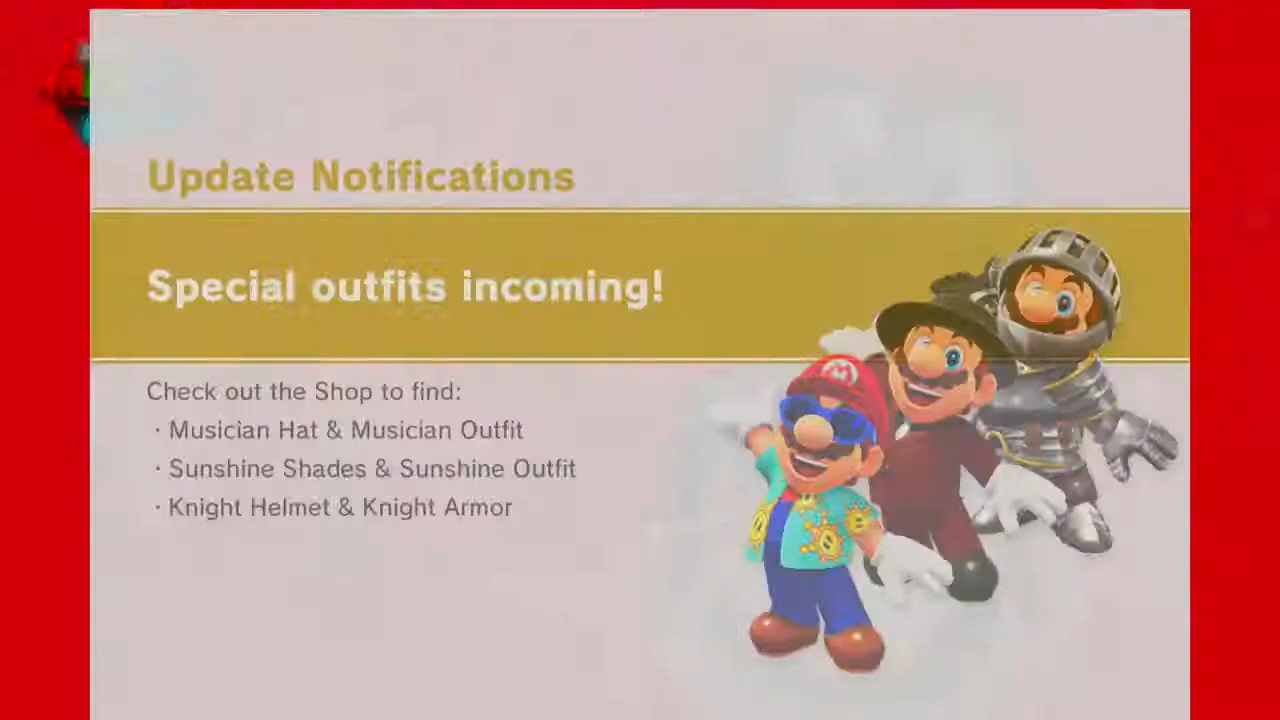 Update Notifications
Special outfits incoming!
Check out the Shop to find:
· Musician Hat & Musician Outfit
· Sunshine Shades & Sunshine Outfit
· Knight Helmet & Knight Armor
M